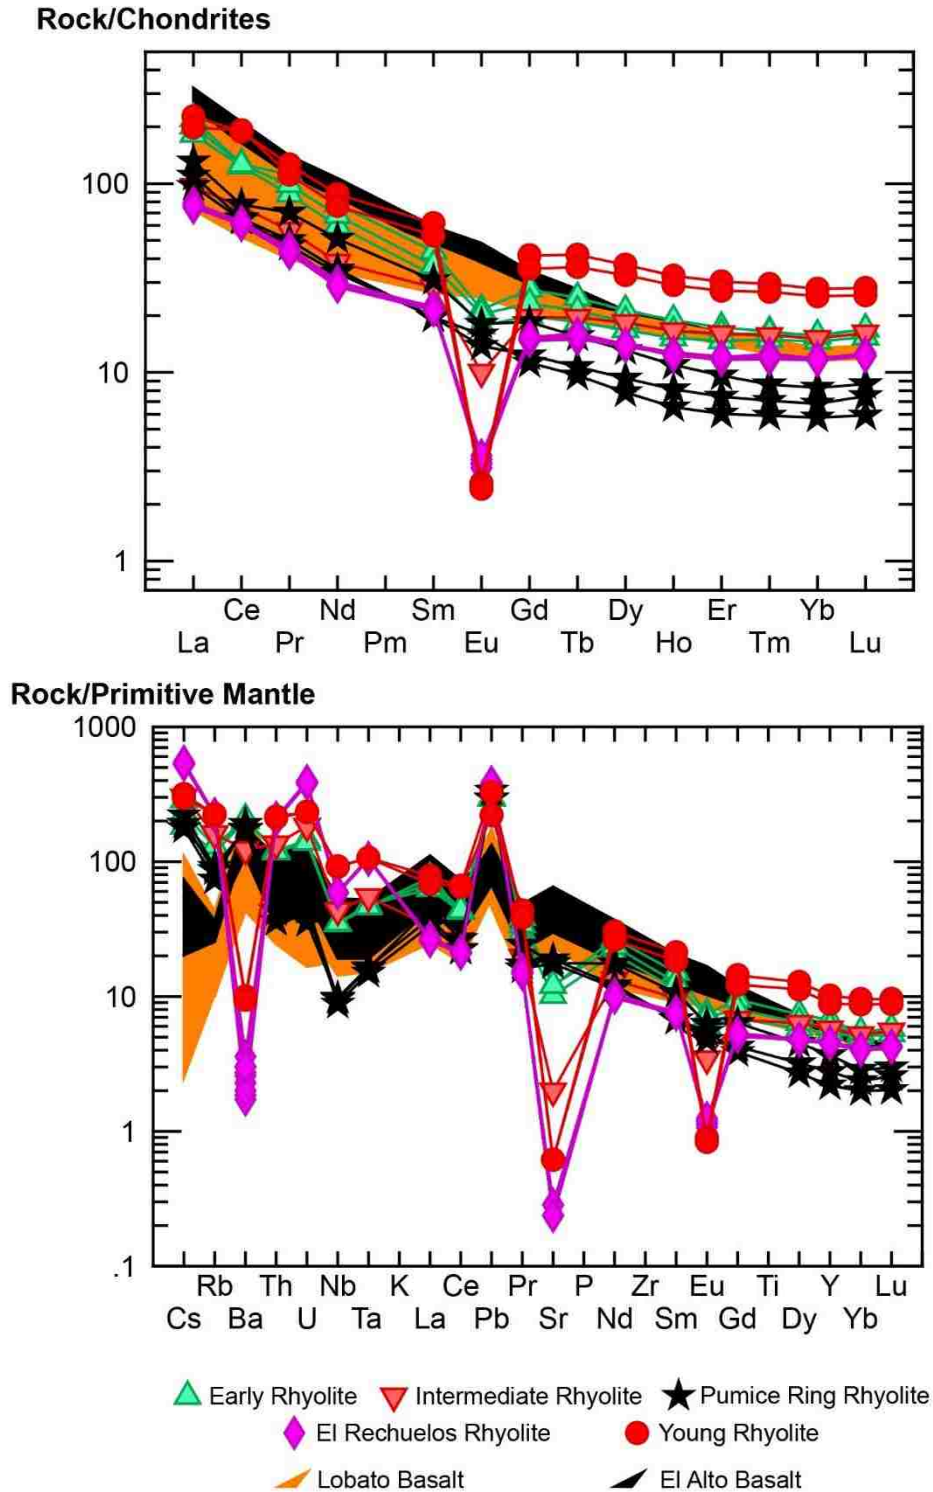 Rock/Chondrites
100
10
1
Ce Nd Sm Gd Dy Er Yb
La Pr Pm Eu Tb Ho Tm Lu
Rock/Primitive Mantle
1000
100
10
1
.1
Rb Th Nb K Ce Pr P Zr Eu Ti Y Lu
Cs Ba U Ta La Pb Sr Nd Sm Gd Dy Yb
Early Rhyolite Intermediate Rhyolite Pumice Ring Rhyolite
El Rechuelos Rhyolite Young Rhyolite
Lobato Basalt El Alto Basalt